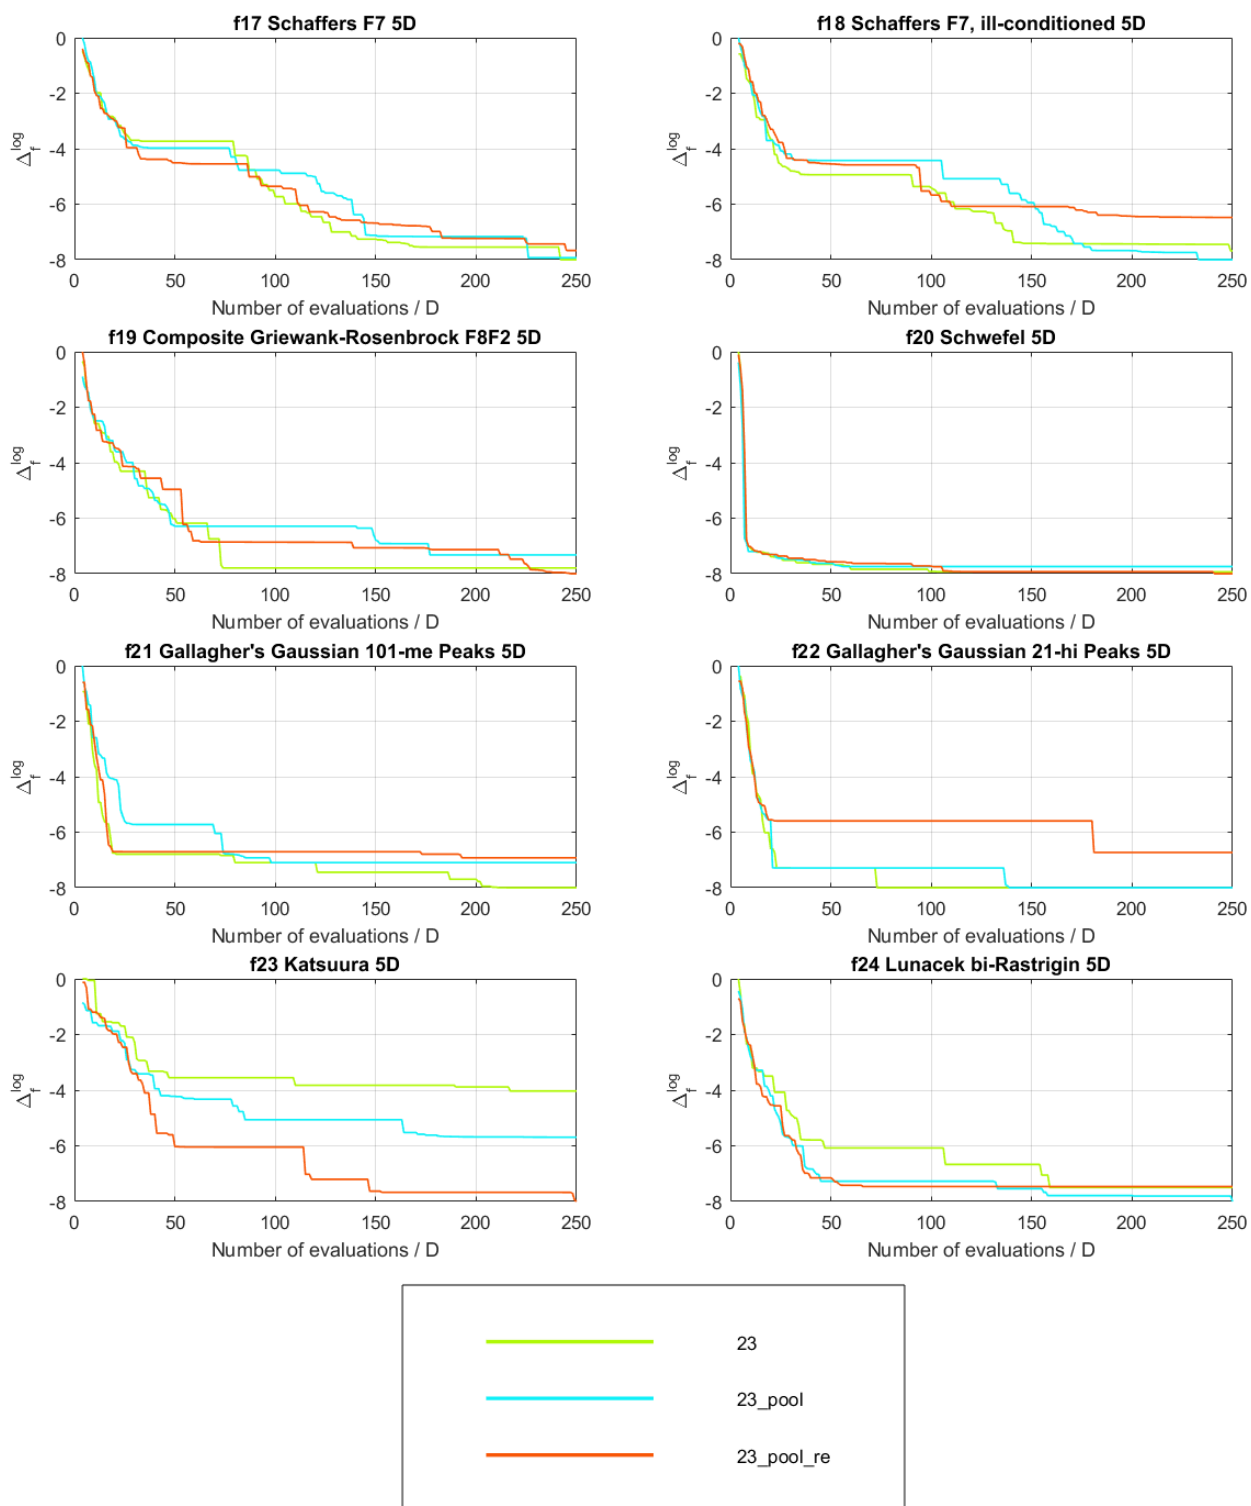 f17 Schaffers F7 5D
0
-2
-4
-6
-8
Δ_f^log
0 50 100 150 200 250
Number of evaluations / D
f18 Schaffers F7, ill-conditioned 5D
0
-2
-4
-6
-8
Δ_f^log
0 50 100 150 200 250
Number of evaluations / D
f19 Composite Griewank-Rosenbrock F8F2 5D
0
-2
-4
-6
-8
Δ_f^log
0 50 100 150 200 250
Number of evaluations / D
f20 Schwefel 5D
0
-2
-4
-6
-8
Δ_f^log
0 50 100 150 200 250
Number of evaluations / D
f21 Gallagher's Gaussian 101-me Peaks 5D
0
-2
-4
-6
-8
Δ_f^log
0 50 100 150 200 250
Number of evaluations / D
f22 Gallagher's Gaussian 21-hi Peaks 5D
0
-2
-4
-6
-8
Δ_f^log
0 50 100 150 200 250
Number of evaluations / D
f23 Katsuura 5D
0
-2
-4
-6
-8
Δ_f^log
0 50 100 150 200 250
Number of evaluations / D
f24 Lunacek bi-Rastrigin 5D
0
-2
-4
-6
-8
Δ_f^log
0 50 100 150 200 250
Number of evaluations / D
23
23_pool
23_pool_re